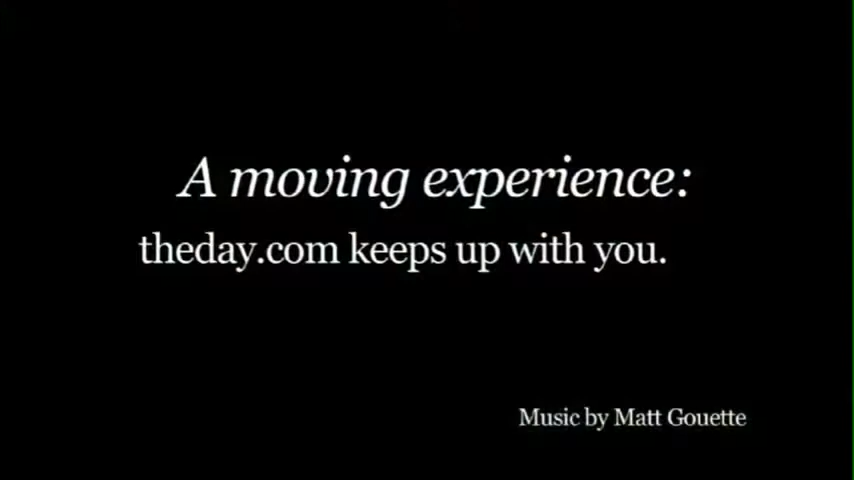 A moving experience:
theday.com keeps up with you.
Music by Matt Gouette